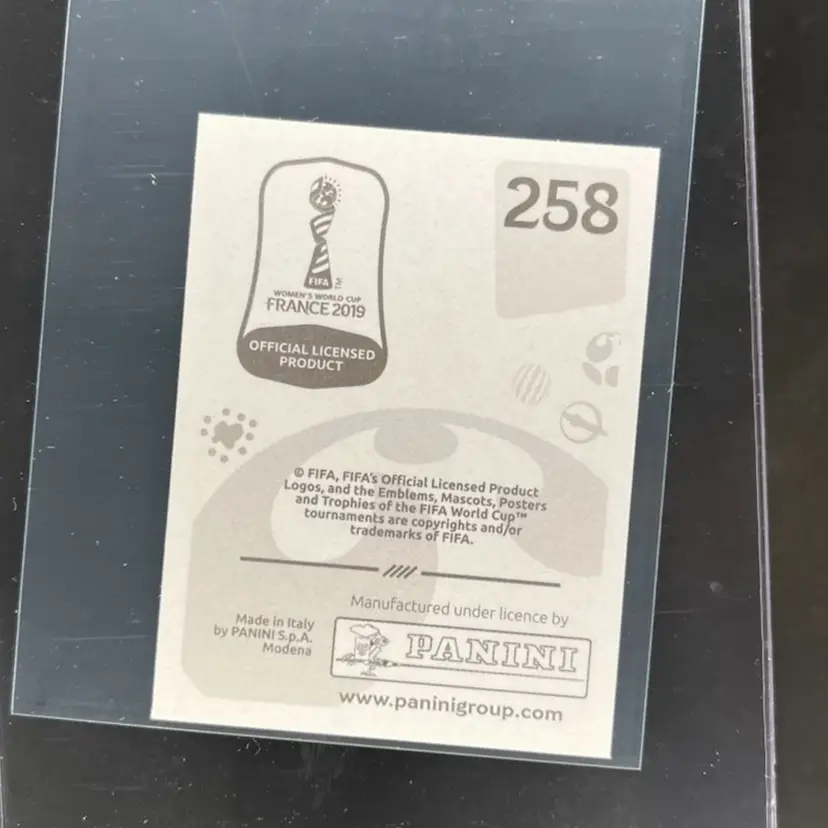 258
FIFA
TM
WOMEN'S WORLD CUP
FRANCE 2019
OFFICIAL LICENSED
PRODUCT
© FIFA, FIFA's Official Licensed Product
Logos, and the Emblems, Mascots, Posters
and Trophies of the FIFA World Cup™
tournaments are copyrights and/or
trademarks of FIFA.
Manufactured under licence by
Made in Italy
by PANINI S.p.A.
Modena
PANINI
www.paninigroup.com